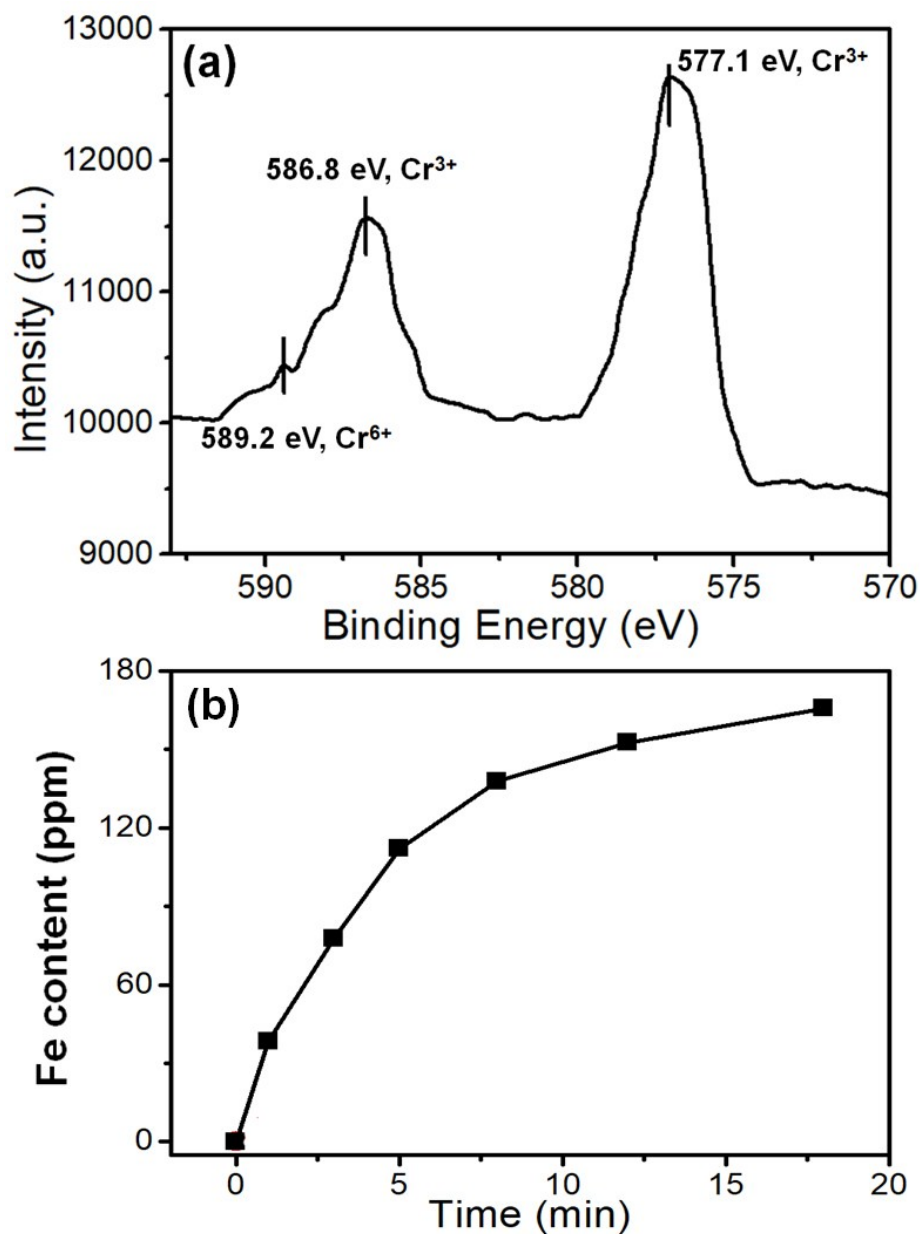 (a)
577.1 eV, Cr³⁺
586.8 eV, Cr³⁺
589.2 eV, Cr⁶⁺
13000
12000
11000
10000
9000
Intensity (a.u.)
590 585 580 575 570
Binding Energy (eV)
(b)
180
120
60
0
Fe content (ppm)
0 5 10 15 20
Time (min)